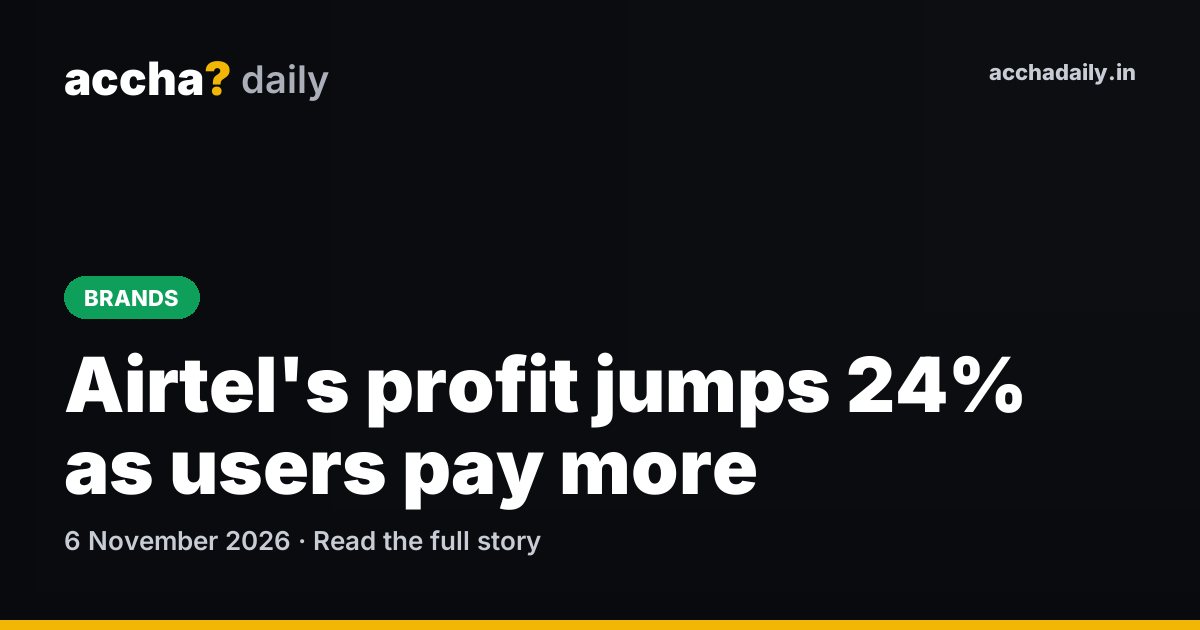 accha? daily
acchadaily.in
BRANDS
Airtel's profit jumps 24%
as users pay more
6 November 2026 · Read the full story